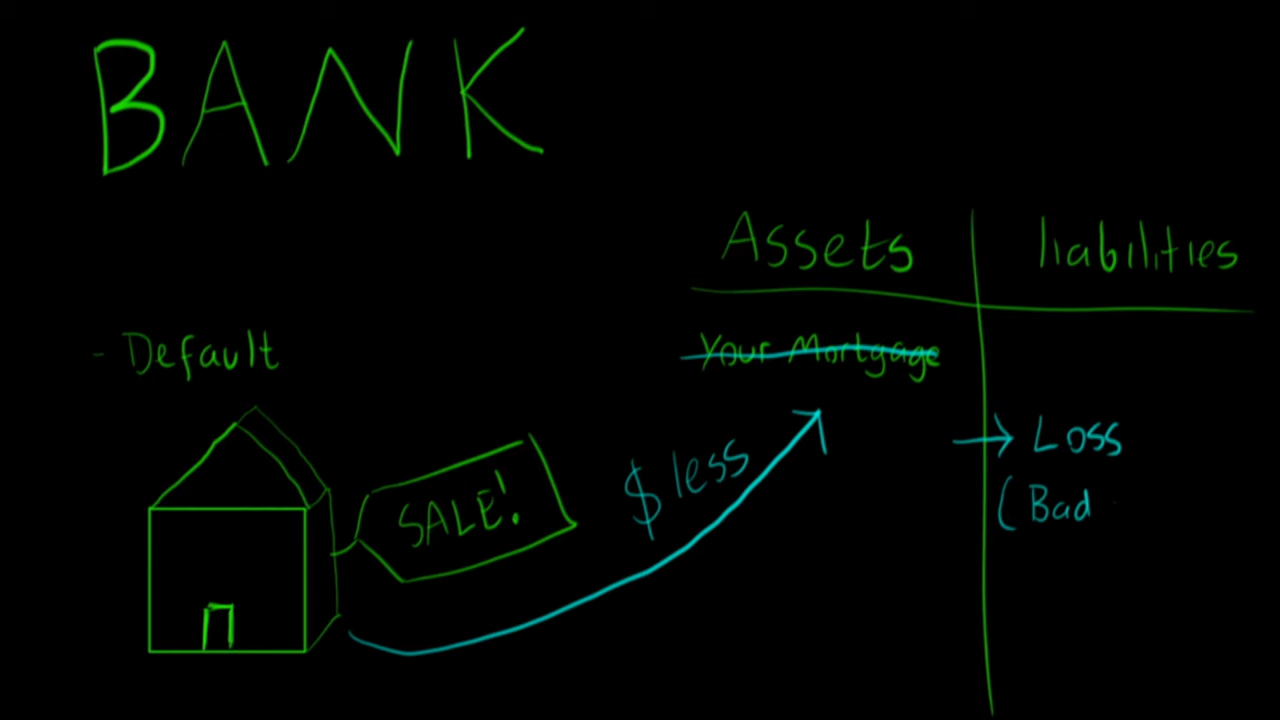 BANK
Assets
liabilities
- Default
Your Mortgage
SALE!
$ less
→ Loss
(Bad